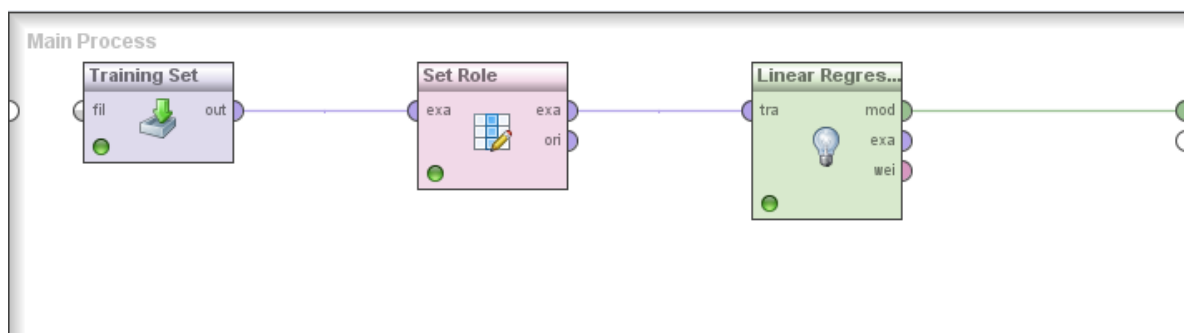 Main Process
Training Set
fil
out
Set Role
exa
exa
ori
Linear Regres...
tra
mod
exa
wei